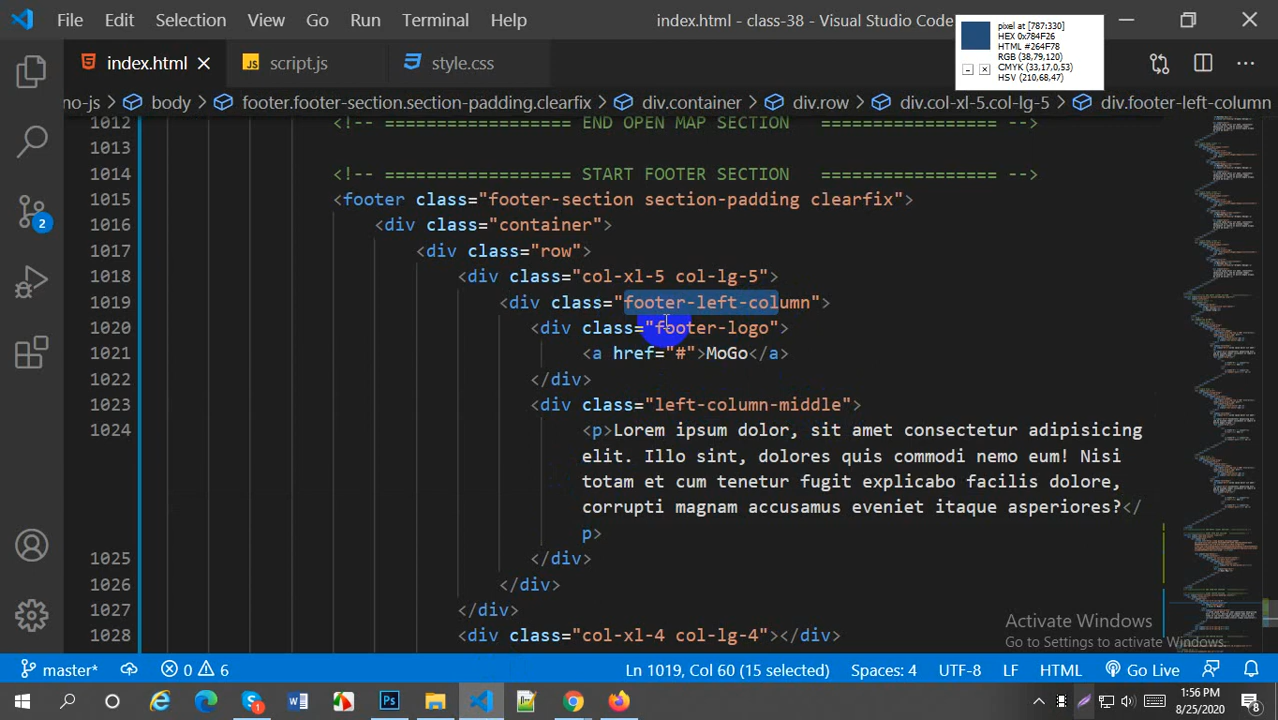 File Edit Selection View Go Run Terminal Help
index.html - class-38 - Visual Studio Code
pixel at [787:330]
HEX 0x784F26
HTML #264F78
RGB (38,79,120)
CMYK (33,17,0,53)
HSV (210,68,47)
index.html
JS script.js
style.css
no-js body footer.footer-section.section-padding.clearfix div.container div.row div.col-xl-5.col-lg-5 div.footer-left-column
1012 <!-- ================== END OPEN MAP SECTION ================= -->
1013
1014 <!-- ================== START FOOTER SECTION ================= -->
1015 <footer class="footer-section section-padding clearfix">
1016 <div class="container">
1017 <div class="row">
1018 <div class="col-xl-5 col-lg-5">
1019 <div class="footer-left-column">
1020 <div class="footer-logo">
1021 <a href="#">MoGo</a>
1022 </div>
1023 <div class="left-column-middle">
1024 <p>Lorem ipsum dolor, sit amet consectetur adipisicing
elit. Illo sint, dolores quis commodi nemo eum! Nisi
totam et cum tenetur fugit explicabo facilis dolore,
corrupti magnam accusamus eveniet itaque asperiores?</
p>
1025 </div>
1026 </div>
1027 </div>
1028 <div class="col-xl-4 col-lg-4"></div>
2
Activate Windows
Go to Settings to activate Windows.
master* 0 6 Ln 1019, Col 60 (15 selected) Spaces: 4 UTF-8 LF HTML Go Live
1:56 PM
8/25/2020
8